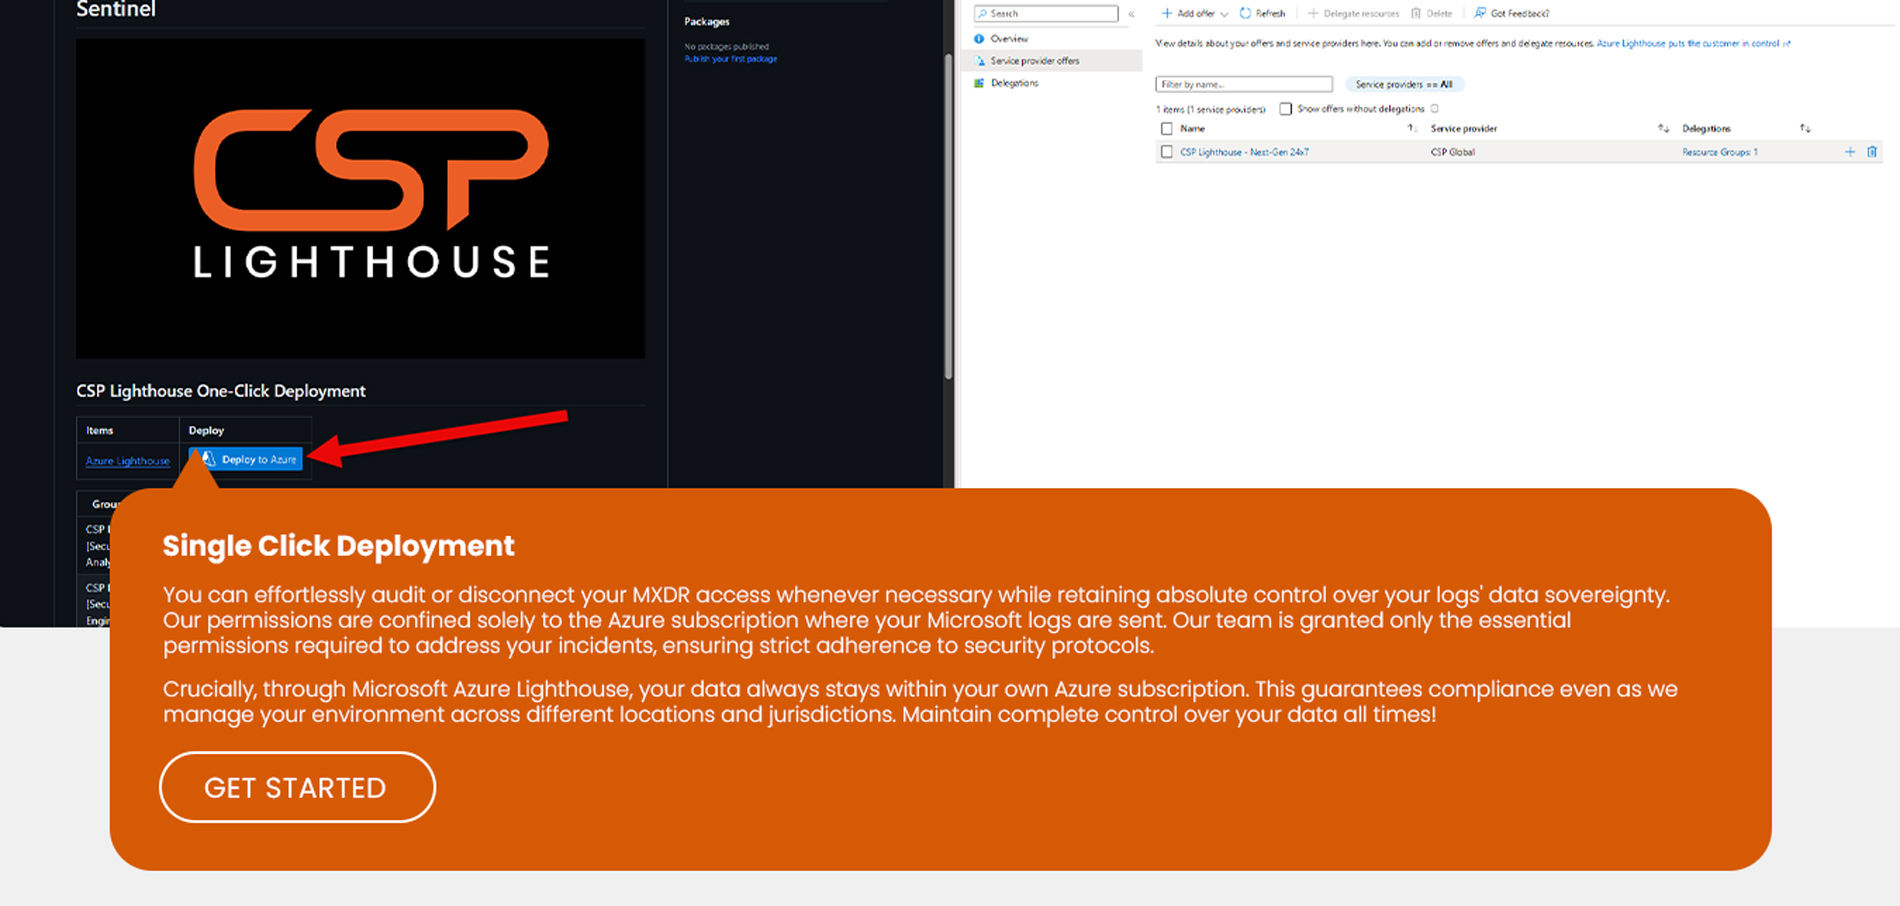 Sentinel
CSP
LIGHTHOUSE
CSP Lighthouse One-Click Deployment
Items Deploy
Azure Lighthouse Deploy to Azure
CSP
[Secu
CSP
[Secu
Packages
No packages published
Publish your first package
Search «
Overview
Service provider offers
Delegations
Add offer Refresh Delegate resources Delete Got Feedback?
View details about your offers and service providers here. You can add or remove offers and delegate resources. Azure Lighthouse puts the customer in control
Filter by name... Service providers == All
1 items (1 service providers) Show offers without delegations
Name Service provider Delegations
CSP Lighthouse - Next-Gen 24x7 CSP Global Resource Groups: 1
Single Click Deployment
You can effortlessly audit or disconnect your MXDR access whenever necessary while retaining absolute control over your logs' data sovereignty.
Our permissions are confined solely to the Azure subscription where your Microsoft logs are sent. Our team is granted only the essential
permissions required to address your incidents, ensuring strict adherence to security protocols.
Crucially, through Microsoft Azure Lighthouse, your data always stays within your own Azure subscription. This guarantees compliance even as we
manage your environment across different locations and jurisdictions. Maintain complete control over your data all times!
GET STARTED